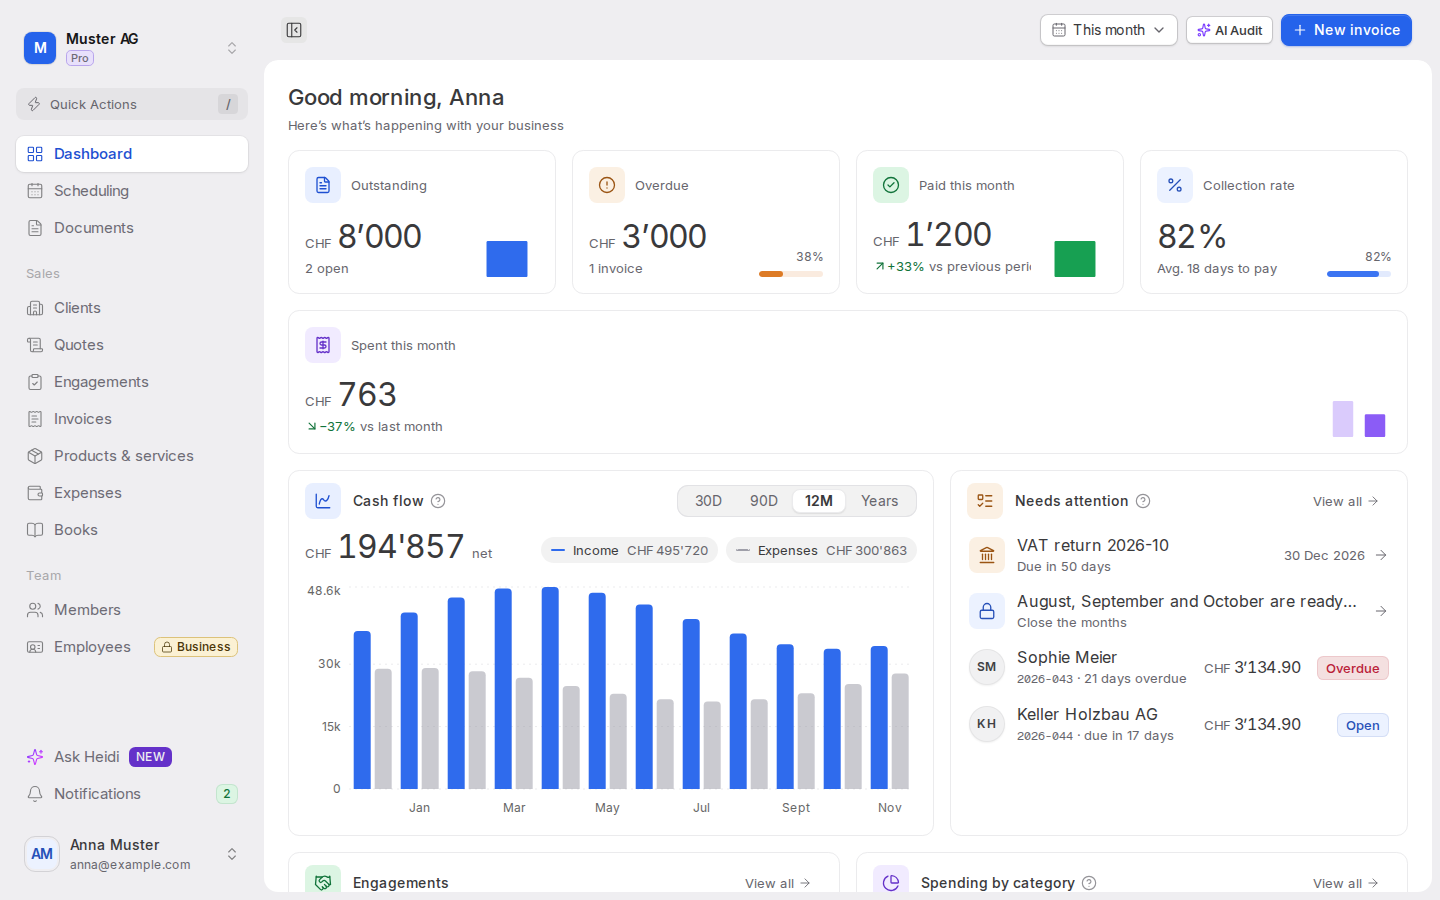 M
Muster AG
Pro
Quick Actions /
Dashboard
Scheduling
Documents
Sales
Clients
Quotes
Engagements
Invoices
Products & services
Expenses
Books
Team
Members
Employees Business
Ask Heidi NEW
Notifications 2
AM
Anna Muster
anna@example.com
This month AI Audit New invoice
Good morning, Anna
Here’s what’s happening with your business
Outstanding
CHF 8’000
2 open
Overdue
CHF 3’000
1 invoice
38%
Paid this month
CHF 1’200
+33% vs previous peri
Collection rate
82%
Avg. 18 days to pay
82%
Spent this month
CHF 763
−37% vs last month
Cash flow
30D 90D 12M Years
CHF 194'857 net
Income CHF 495'720
Expenses CHF 300'863
48.6k
30k
15k
0
Jan Mar May Jul Sept Nov
Needs attention View all
VAT return 2026-10
Due in 50 days
30 Dec 2026
August, September and October are ready…
Close the months
SM
Sophie Meier
2026-043 · 21 days overdue
CHF 3’134.90 Overdue
KH
Keller Holzbau AG
2026-044 · due in 17 days
CHF 3’134.90 Open
Engagements View all
Spending by category View all